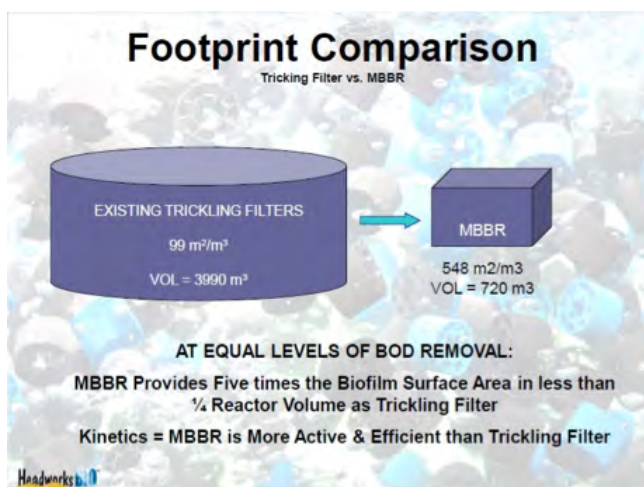 Footprint Comparison
Tricking Filter vs. MBBR
EXISTING TRICKLING FILTERS
99 m²/m³
VOL = 3990 m³
MBBR
548 m2/m3
VOL = 720 m3
AT EQUAL LEVELS OF BOD REMOVAL:
MBBR Provides Five times the Biofilm Surface Area in less than
¼ Reactor Volume as Trickling Filter
Kinetics = MBBR is More Active & Efficient than Trickling Filter
Headworks BIO